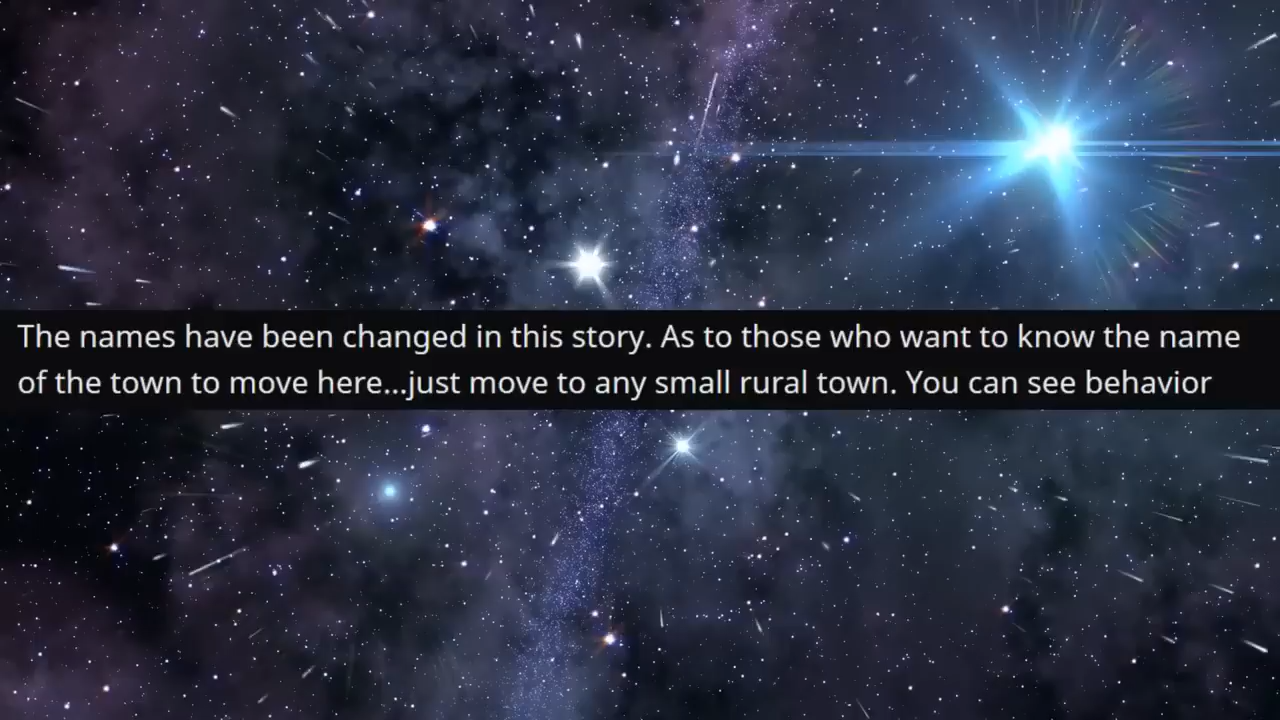 The names have been changed in this story. As to those who want to know the name
of the town to move here...just move to any small rural town. You can see behavior